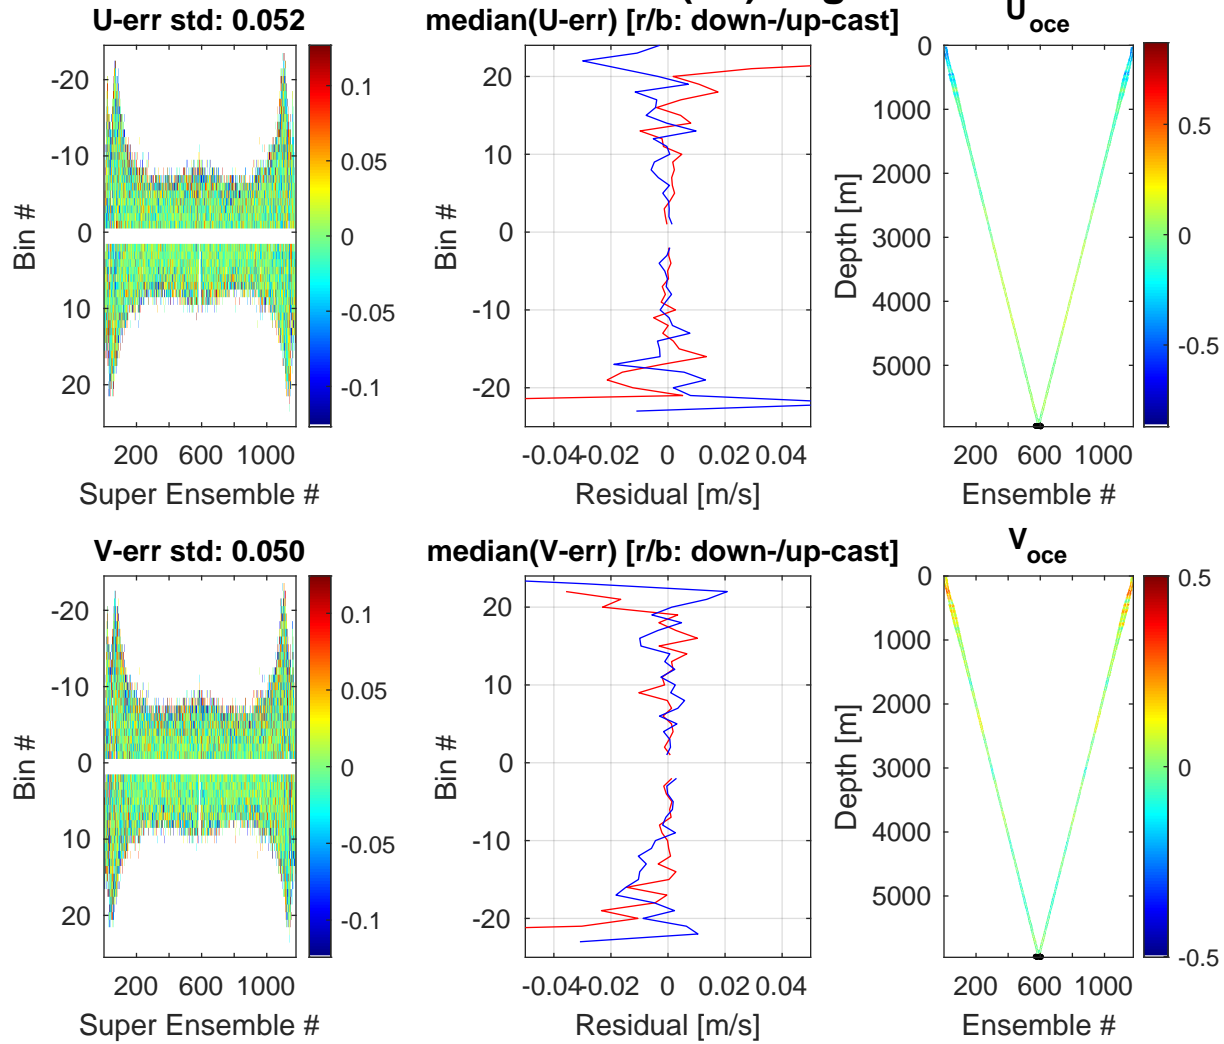 U-err std: 0.052
median(U-err) [r/b: down-/up-cast]
U_oce
-20
-10
0
10
20
Bin #
200 600 1000
Super Ensemble #
0.1
0.05
0
-0.05
-0.1
20
10
0
-10
-20
Bin #
-0.04 -0.02 0 0.02 0.04
Residual [m/s]
0
1000
2000
3000
4000
5000
Depth [m]
200 600 1000
Ensemble #
0.5
0
-0.5
V-err std: 0.050
median(V-err) [r/b: down-/up-cast]
V_oce
-20
-10
0
10
20
Bin #
200 600 1000
Super Ensemble #
0.1
0.05
0
-0.05
-0.1
20
10
0
-10
-20
Bin #
-0.04 -0.02 0 0.02 0.04
Residual [m/s]
0
1000
2000
3000
4000
5000
Depth [m]
200 600 1000
Ensemble #
0.5
0
-0.5